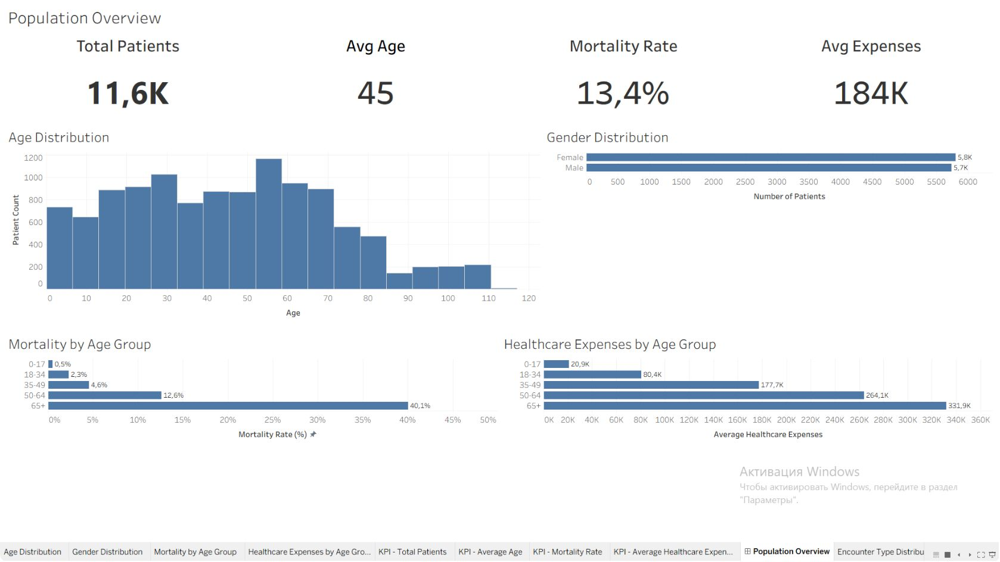 Population Overview
Total Patients
Avg Age
Mortality Rate
Avg Expenses
11,6K
45
13,4%
184K
Age Distribution
Patient Count
1200
1000
800
600
400
200
0
0 10 20 30 40 50 60 70 80 90 100 110 120
Age
Gender Distribution
Female 5,8K
Male 5,7K
0 500 1000 1500 2000 2500 3000 3500 4000 4500 5000 5500 6000
Number of Patients
Mortality by Age Group
0-17 0,5%
18-34 2,3%
35-49 4,6%
50-64 12,6%
65+ 40,1%
0% 5% 10% 15% 20% 25% 30% 35% 40% 45% 50%
Mortality Rate (%)
Healthcare Expenses by Age Group
0-17 20,9K
18-34 80,4K
35-49 177,7K
50-64 264,1K
65+ 331,9K
0K 20K 40K 60K 80K 100K 120K 140K 160K 180K 200K 220K 240K 260K 280K 300K 320K 340K 360K
Average Healthcare Expenses
Активация Windows
Чтобы активировать Windows, перейдите в раздел
"Параметры".
Age Distribution
Gender Distribution
Mortality by Age Group
Healthcare Expenses by Age Gro...
KPI - Total Patients
KPI - Average Age
KPI - Mortality Rate
KPI - Average Healthcare Expen...
Population Overview
Encounter Type Distribu